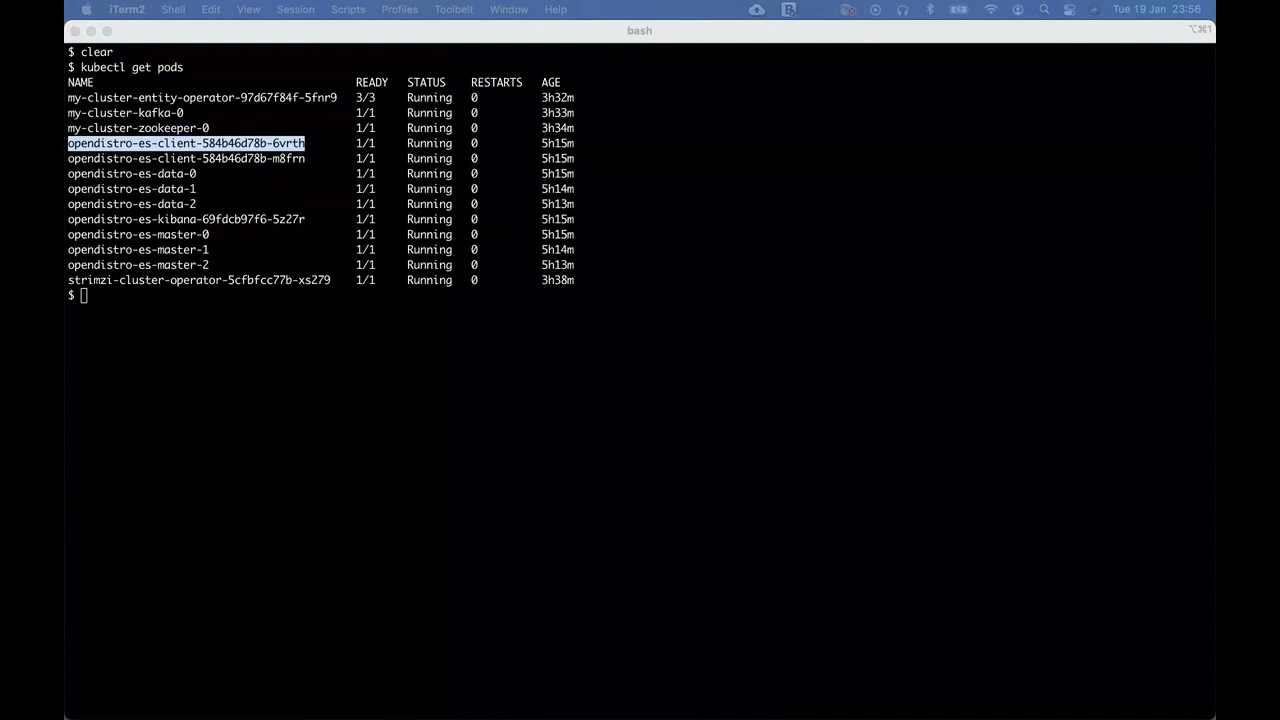 iTerm2 Shell Edit View Session Scripts Profiles Toolbelt Window Help Tue 19 Jan 23:56
bash ⌥⌘1
$ clear
$ kubectl get pods
NAME READY STATUS RESTARTS AGE
my-cluster-entity-operator-97d67f84f-5fnr9 3/3 Running 0 3h32m
my-cluster-kafka-0 1/1 Running 0 3h33m
my-cluster-zookeeper-0 1/1 Running 0 3h34m
opendistro-es-client-584b46d78b-6vrth 1/1 Running 0 5h15m
opendistro-es-client-584b46d78b-m8frn 1/1 Running 0 5h15m
opendistro-es-data-0 1/1 Running 0 5h15m
opendistro-es-data-1 1/1 Running 0 5h14m
opendistro-es-data-2 1/1 Running 0 5h13m
opendistro-es-kibana-69fdcb97f6-5z27r 1/1 Running 0 5h15m
opendistro-es-master-0 1/1 Running 0 5h15m
opendistro-es-master-1 1/1 Running 0 5h14m
opendistro-es-master-2 1/1 Running 0 5h13m
strimzi-cluster-operator-5cfbfcc77b-xs279 1/1 Running 0 3h38m
$